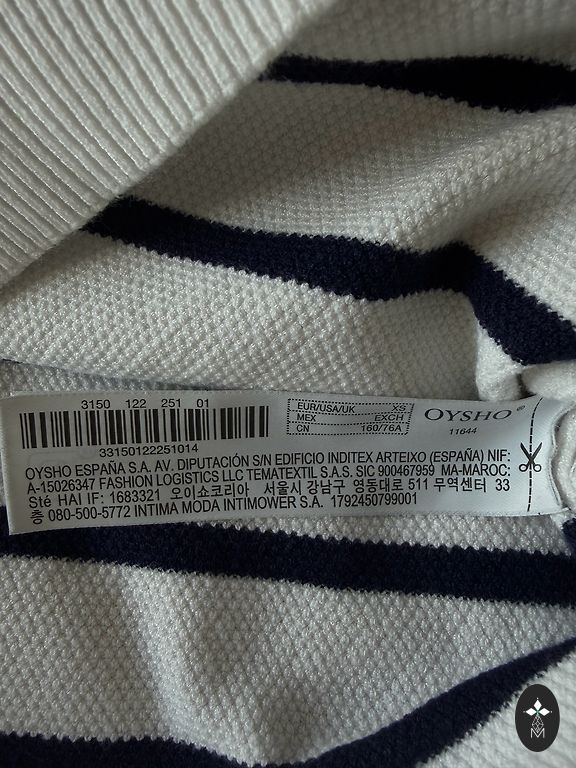 3150 122 251 01
33150122251014
EUR/USA/UK XS
MEX EXCH
CN 160/76A
OYSHO®
11644
OYSHO ESPAÑA S.A. AV. DIPUTACIÓN S/N EDIFICIO INDITEX ARTEIXO (ESPAÑA) NIF:
A-15026347 FASHION LOGISTICS LLC TEMATEXTIL S.A.S. SIC 900467959 MA-MAROC:
Sté HAI IF: 1683321 오이쇼코리아 서울시 강남구 영동대로 511 무역센터 33
층 080-500-5772 INTIMA MODA INTIMOWER S.A. 1792450799001
M